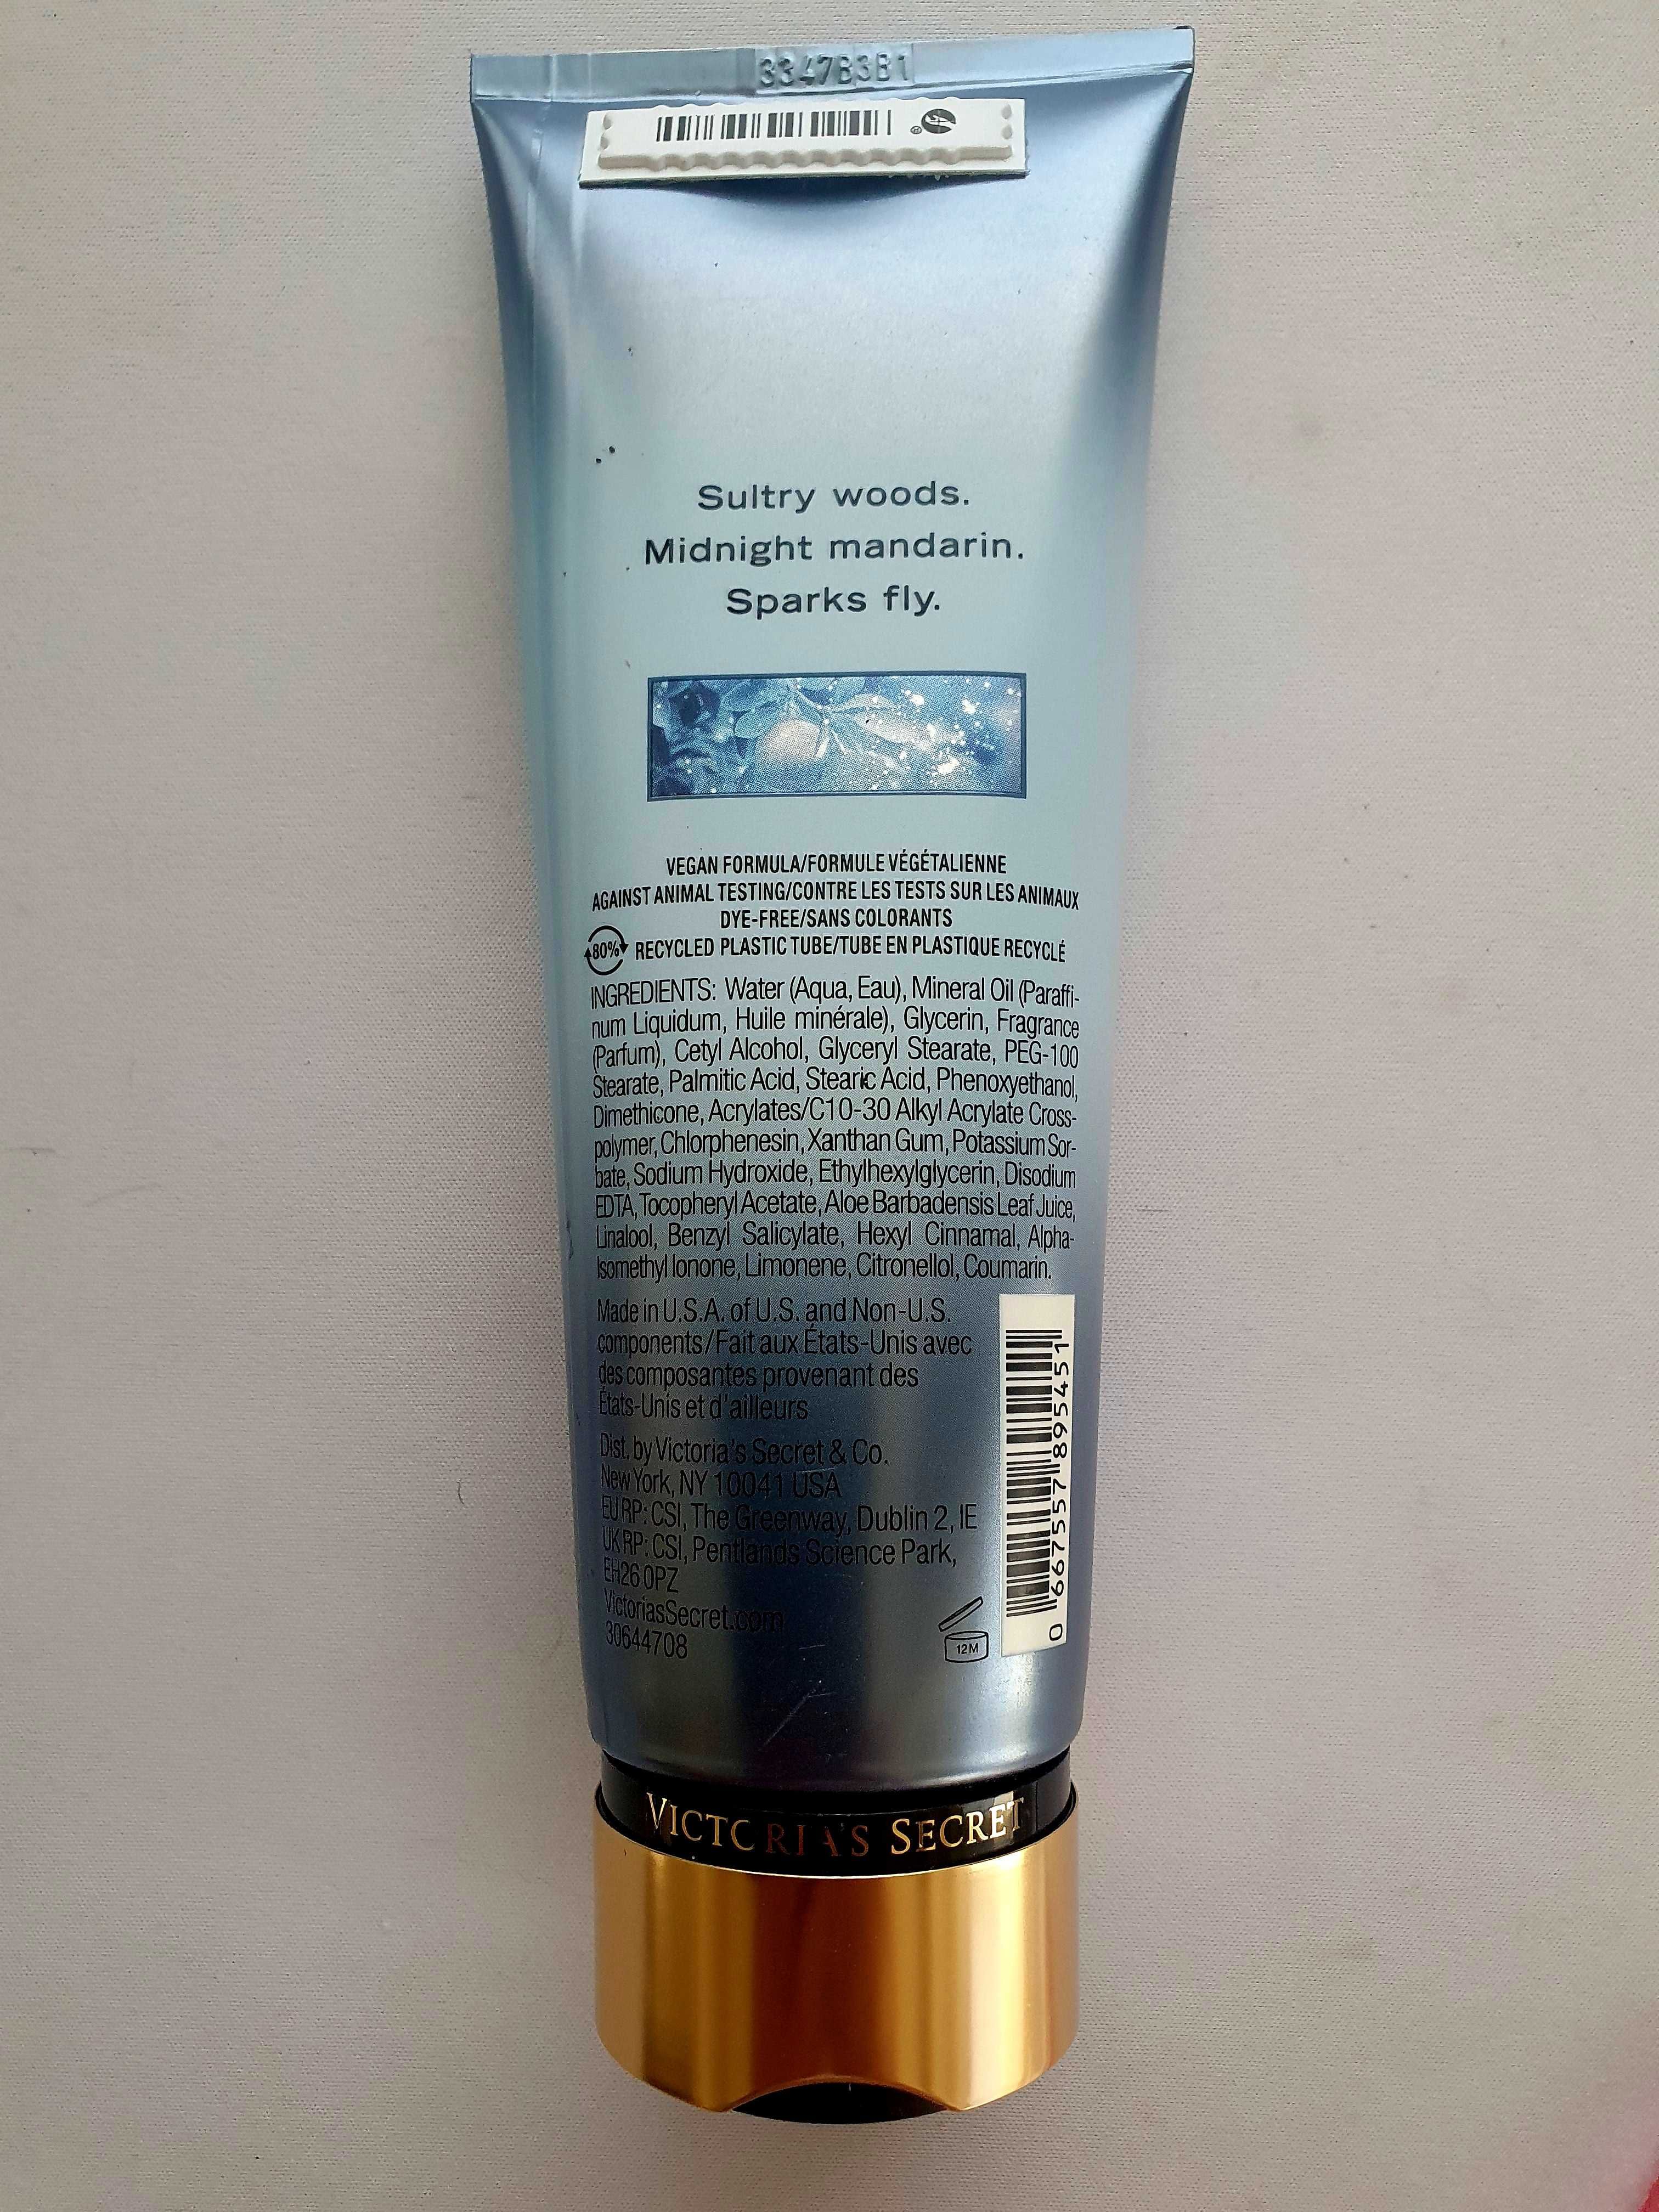 3347B3B1
Sultry woods.
Midnight mandarin.
Sparks fly.
VEGAN FORMULA/FORMULE VÉGÉTALIENNE
AGAINST ANIMAL TESTING/CONTRE LES TESTS SUR LES ANIMAUX
DYE-FREE/SANS COLORANTS
80% RECYCLED PLASTIC TUBE/TUBE EN PLASTIQUE RECYCLÉ
INGREDIENTS: Water (Aqua, Eau), Mineral Oil (Paraffi-
num Liquidum, Huile minérale), Glycerin, Fragrance
(Parfum), Cetyl Alcohol, Glyceryl Stearate, PEG-100
Stearate, Palmitic Acid, Stearic Acid, Phenoxyethanol,
Dimethicone, Acrylates/C10-30 Alkyl Acrylate Cross-
polymer, Chlorphenesin, Xanthan Gum, Potassium Sor-
bate, Sodium Hydroxide, Ethylhexylglycerin, Disodium
EDTA, Tocopheryl Acetate, Aloe Barbadensis Leaf Juice,
Linalool, Benzyl Salicylate, Hexyl Cinnamal, Alpha-
Isomethyl Ionone, Limonene, Citronellol, Coumarin.
Made in U.S.A. of U.S. and Non-U.S.
components/Fait aux États-Unis avec
des composantes provenant des
États-Unis et d'ailleurs
Dist. by Victoria's Secret & Co.
New York, NY 10041 USA
EU RP: CSI, The Greenway, Dublin 2, IE
UK RP: CSI, Pentlands Science Park,
EH26 0PZ
VictoriasSecret.com
30644708
12M
0 667557 895451
VICTORIA'S SECRET